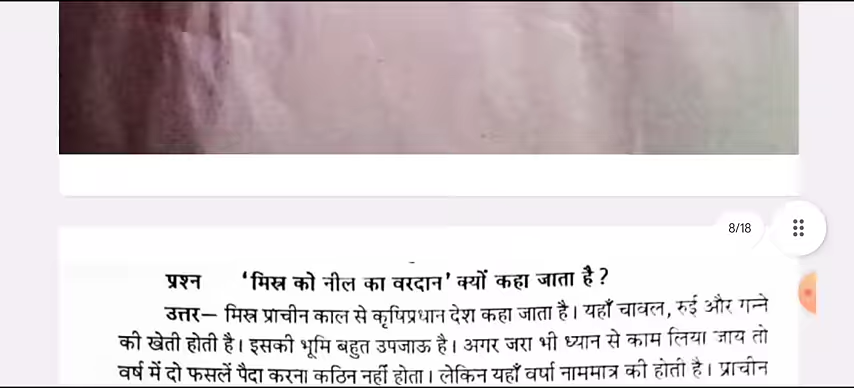 8/18
प्रश्न 'मिस्र को नील का वरदान' क्यों कहा जाता है ?
उत्तर– मिस्र प्राचीन काल से कृषिप्रधान देश कहा जाता है। यहाँ चावल, रुई और गन्ने
की खेती होती है। इसकी भूमि बहुत उपजाऊ है। अगर जरा भी ध्यान से काम लिया जाय तो
वर्ष में दो फसलें पैदा करना कठिन नहीं होता। लेकिन यहाँ वर्षा नाममात्र की होती है। प्राचीन